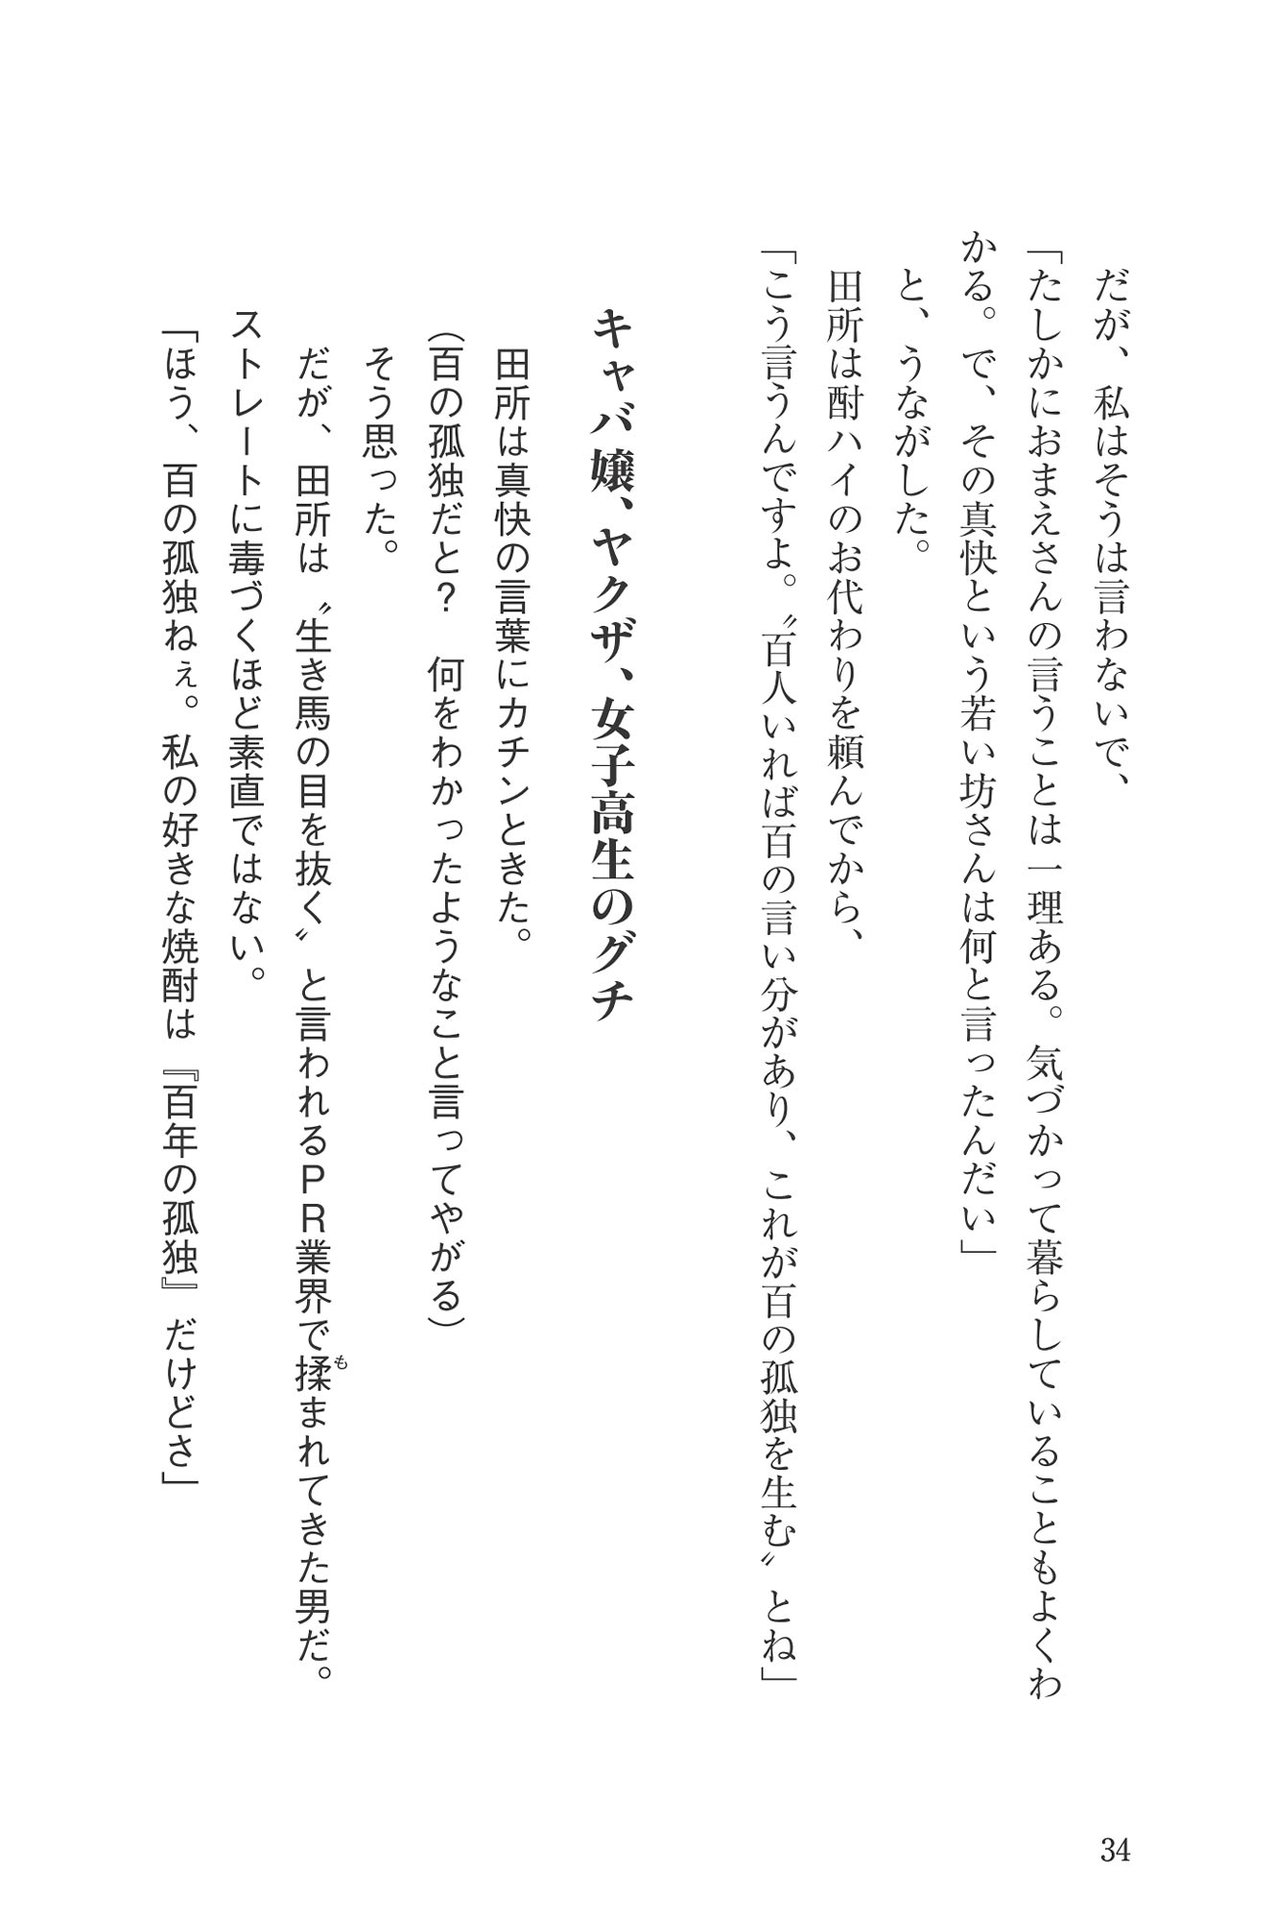 だが、私はそうは言わないで、
「たしかにおまえさんの言うことは一理ある。気づかって暮らしていることもよくわ
かる。で、その真快という若い坊さんは何と言ったんだい」
と、うながした。
田所は酎ハイのお代わりを頼んでから、
「こう言うんですよ。〝百人いれば百の言い分があり、これが百の孤独を生む〟とね」
キャバ嬢、ヤクザ、女子高生のグチ
田所は真快の言葉にカチンときた。
(百の孤独だと？　何をわかったようなこと言ってやがる)
そう思った。
だが、田所は〝生き馬の目を抜く〟と言われるPR業界で揉まれてきた男だ。
も
ストレートに毒づくほど素直ではない。
「ほう、百の孤独ねぇ。私の好きな焼酎は『百年の孤独』だけどさ」
34